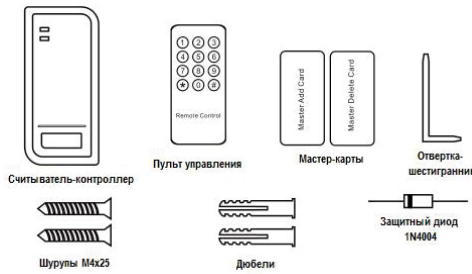 1 2 3
4 5 6
7 8 9
* 0 #
Remote Control
Master Add Card
Master Delete Card
Считыватель-контроллер
Пульт управления
Мастер-карты
Отвертка-
шестигранник
Шурупы М4х25
Дюбели
Защитный диод
1N4004